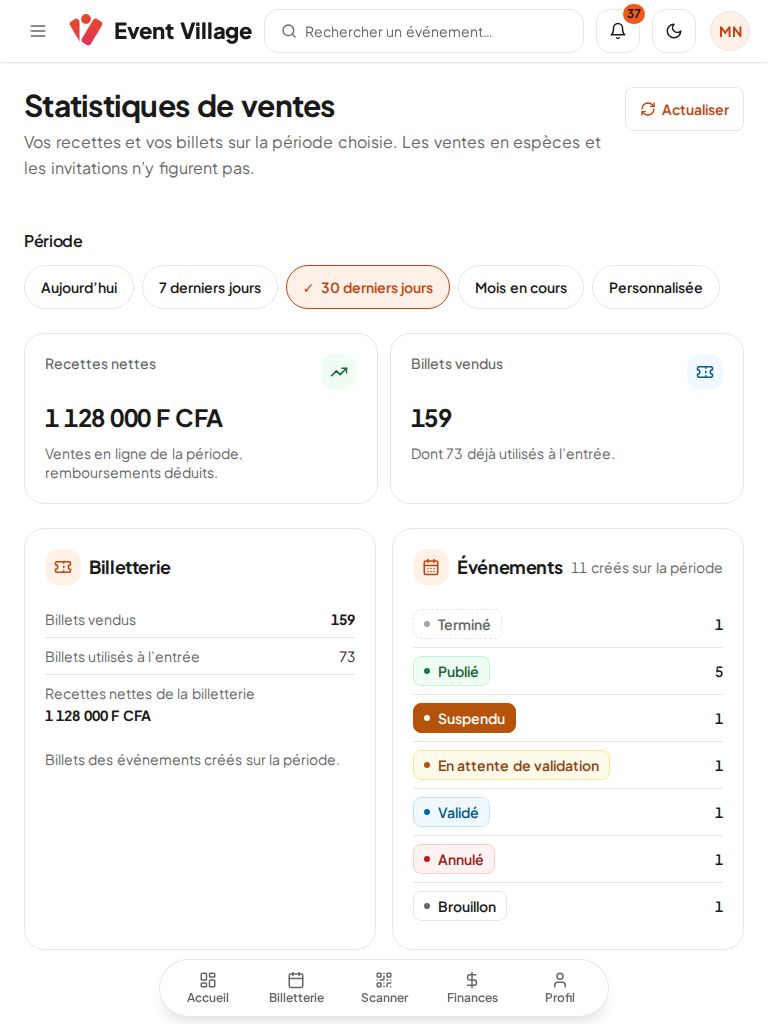 Event Village
Rechercher un événement…
37
MN
Statistiques de ventes
Actualiser
Vos recettes et vos billets sur la période choisie. Les ventes en espèces et
les invitations n'y figurent pas.
Période
Aujourd'hui
7 derniers jours
✓ 30 derniers jours
Mois en cours
Personnalisée
Recettes nettes
1 128 000 F CFA
Ventes en ligne de la période,
remboursements déduits.
Billets vendus
159
Dont 73 déjà utilisés à l'entrée.
Billetterie
Billets vendus 159
Billets utilisés à l'entrée 73
Recettes nettes de la billetterie
1 128 000 F CFA
Billets des événements créés sur la période.
Événements 11 créés sur la période
Terminé 1
Publié 5
Suspendu 1
En attente de validation 1
Validé 1
Annulé 1
Brouillon 1
Accueil
Billetterie
Scanner
Finances
Profil